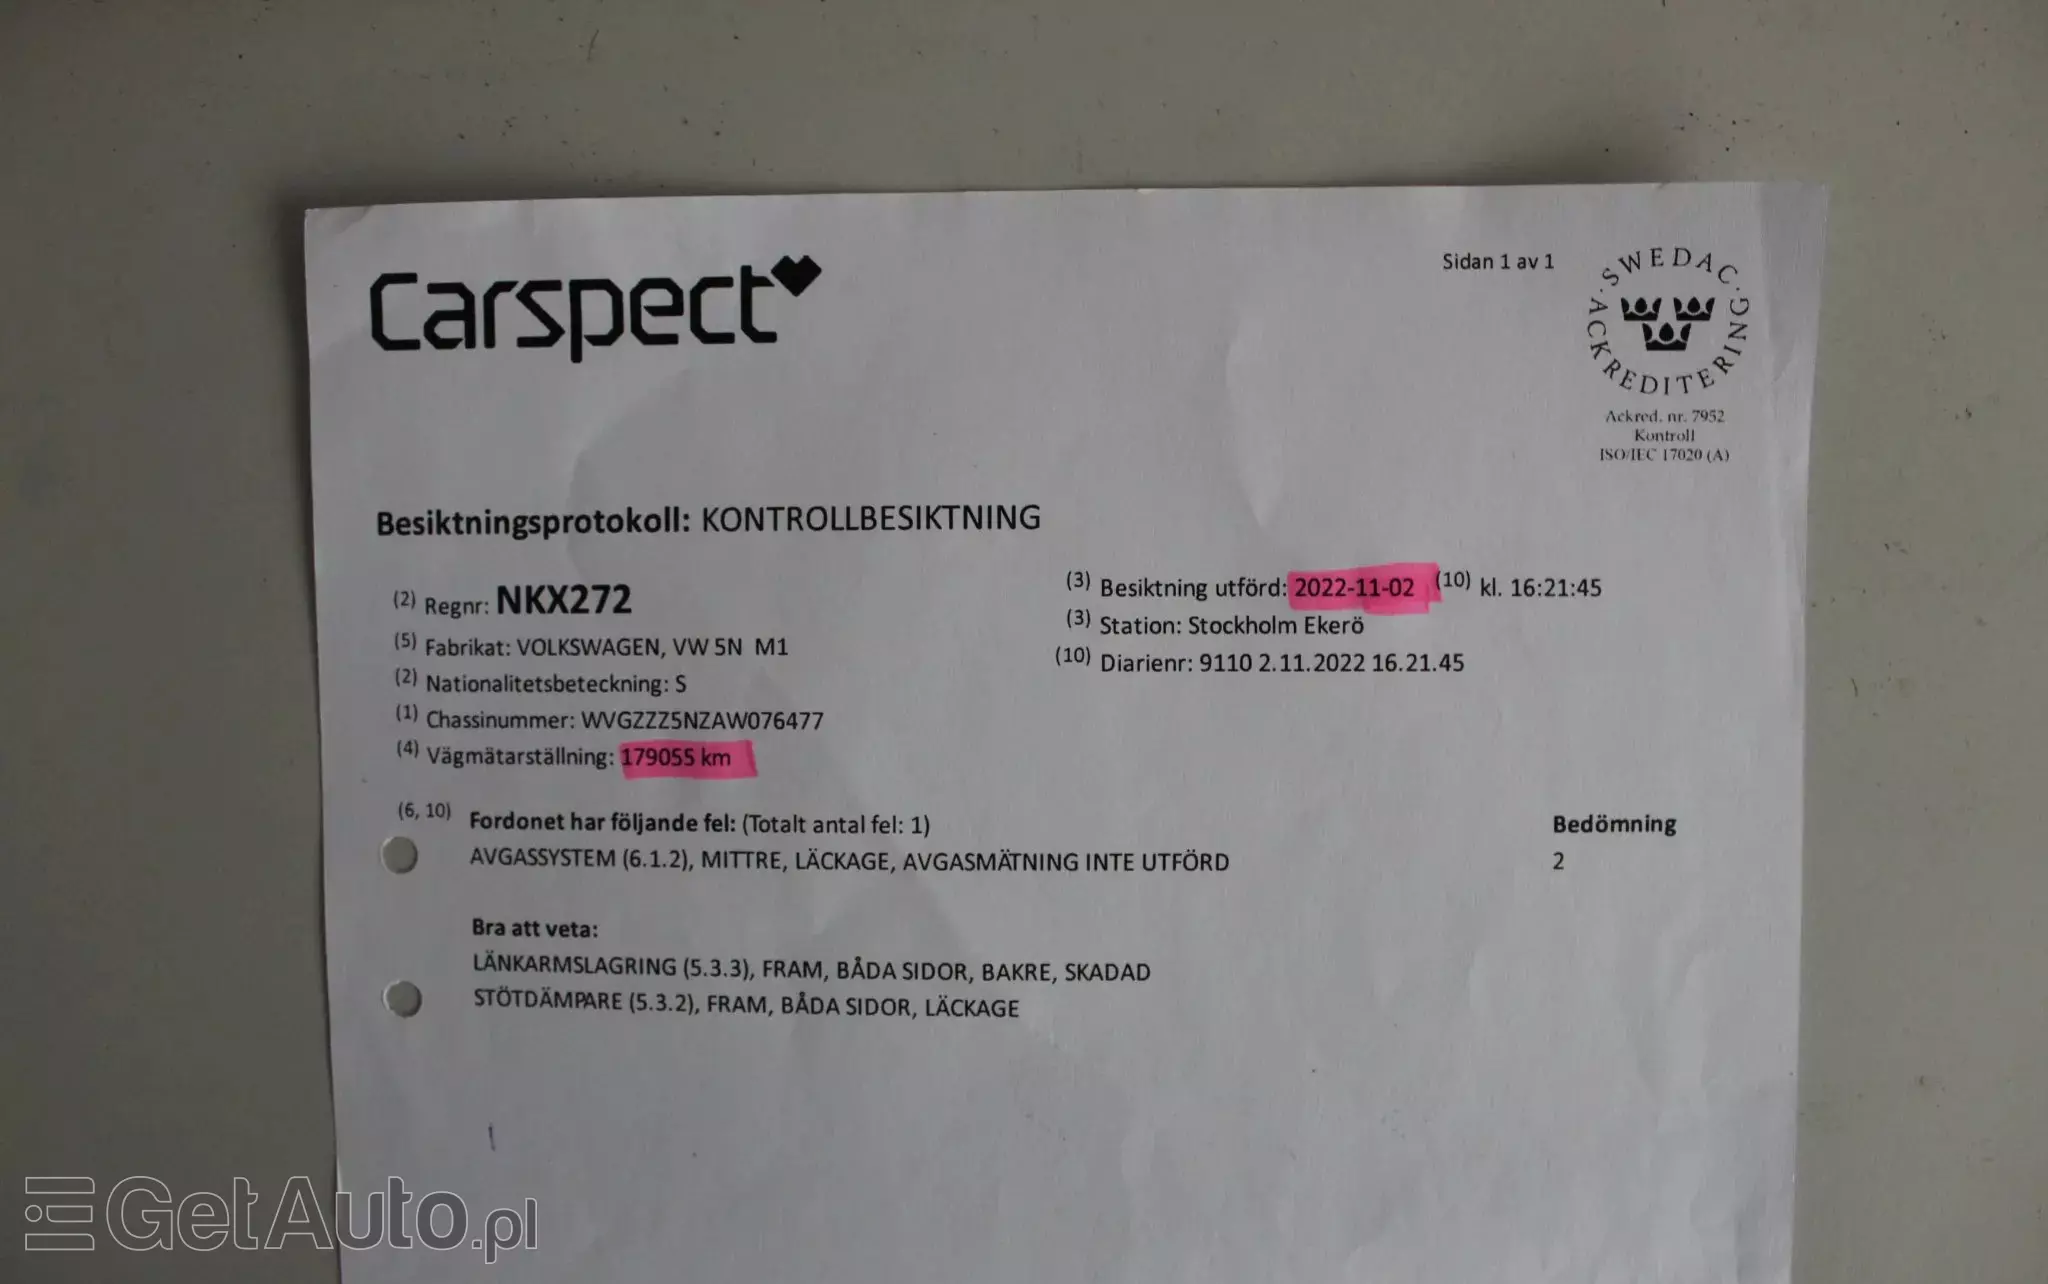 Carspect
Sidan 1 av 1
· SWEDAC ·
ACKREDITERING
Ackred. nr. 7952
Kontroll
ISO/IEC 17020 (A)
Besiktningsprotokoll: KONTROLLBESIKTNING
(2) Regnr: NKX272
(5) Fabrikat: VOLKSWAGEN, VW 5N M1
(2) Nationalitetsbeteckning: S
(1) Chassinummer: WVGZZZ5NZAW076477
(4) Vägmätarställning: 179055 km
(3) Besiktning utförd: 2022-11-02 (10) kl. 16:21:45
(3) Station: Stockholm Ekerö
(10) Diarienr: 9110 2.11.2022 16.21.45
(6, 10) Fordonet har följande fel: (Totalt antal fel: 1) Bedömning
AVGASSYSTEM (6.1.2), MITTRE, LÄCKAGE, AVGASMÄTNING INTE UTFÖRD 2
Bra att veta:
LÄNKARMSLAGRING (5.3.3), FRAM, BÅDA SIDOR, BAKRE, SKADAD
STÖTDÄMPARE (5.3.2), FRAM, BÅDA SIDOR, LÄCKAGE
GetAuto.pl